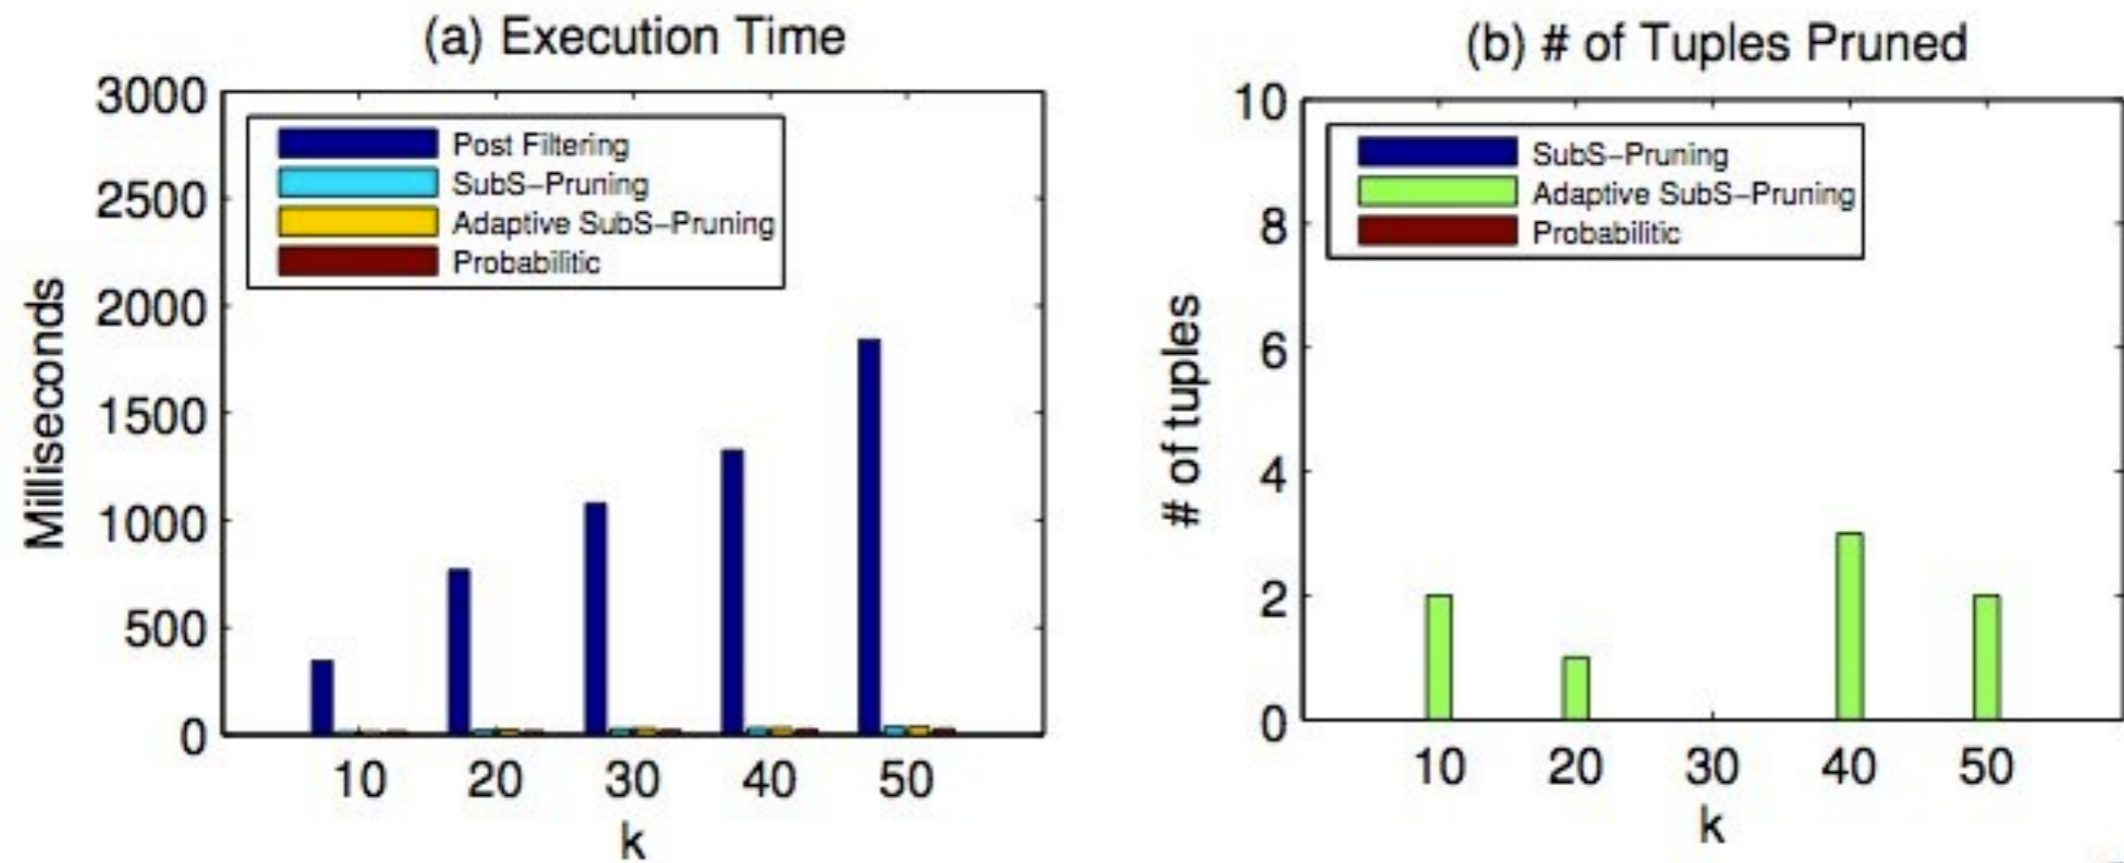 (a) Execution Time
3000
2500
2000
1500
1000
500
0
Milliseconds
Post Filtering
SubS-Pruning
Adaptive SubS-Pruning
Probabilitic
10 20 30 40 50
k
(b) # of Tuples Pruned
10
8
6
4
2
0
# of tuples
SubS-Pruning
Adaptive SubS-Pruning
Probabilitic
10 20 30 40 50
k